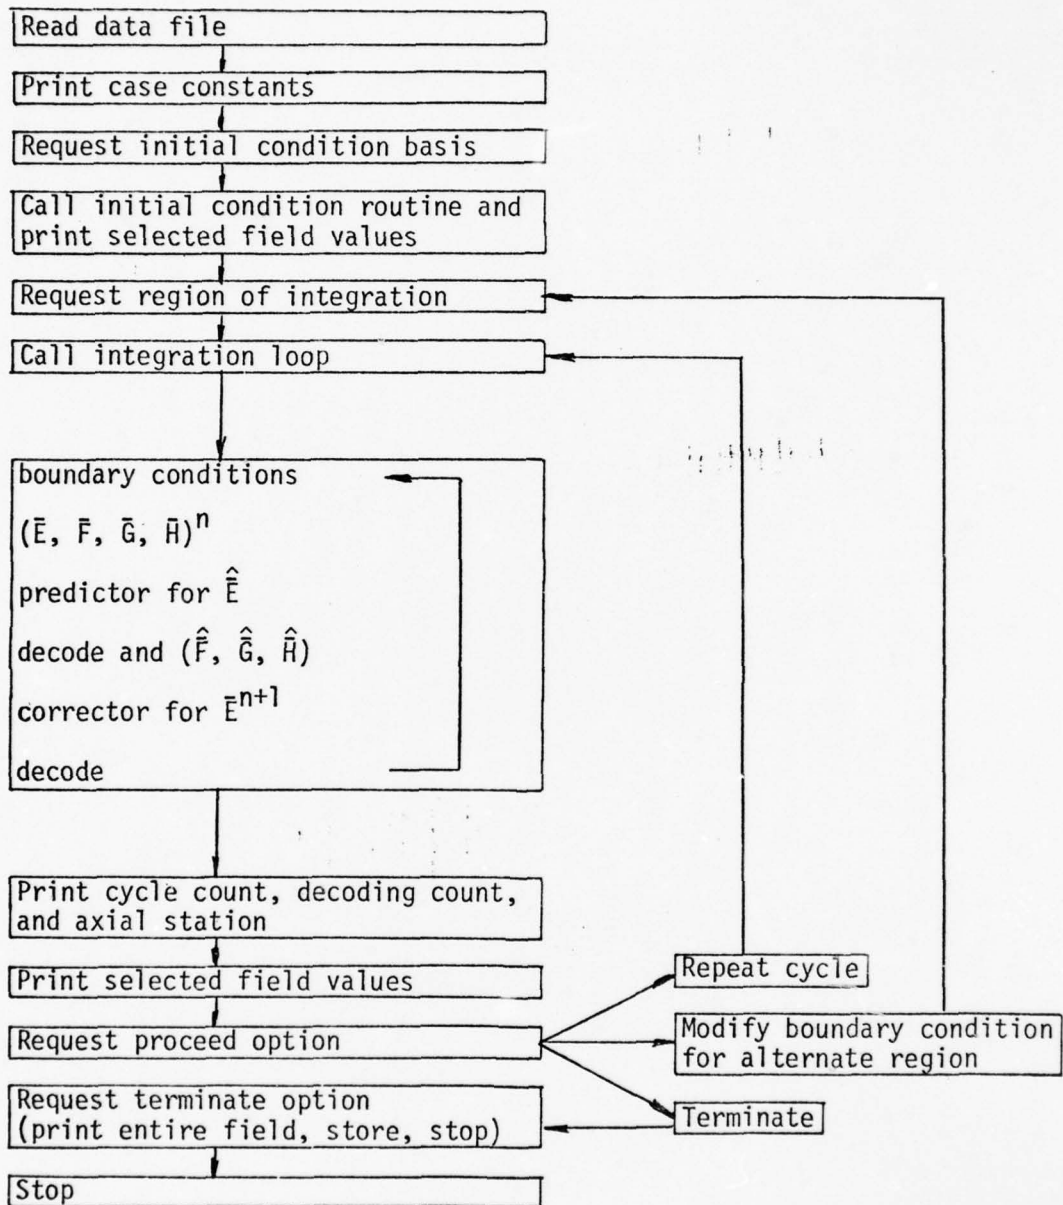 Read data file
Print case constants
Request initial condition basis
Call initial condition routine and
print selected field values
Request region of integration
Call integration loop
boundary conditions
(Ē, F̄, Ḡ, H̄)ⁿ
predictor for Ē̂
decode and (F̄̂, Ḡ̂, H̄̂)
corrector for Ēⁿ⁺¹
decode
Print cycle count, decoding count,
and axial station
Print selected field values
Repeat cycle
Request proceed option
Modify boundary condition
for alternate region
Request terminate option
(print entire field, store, stop)
Terminate
Stop